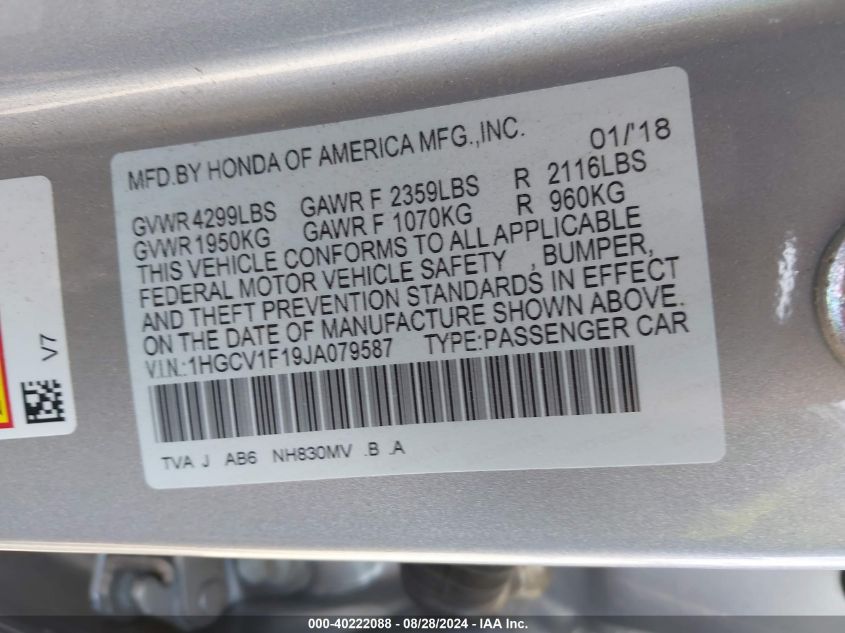 MFD.BY HONDA OF AMERICA MFG.,INC. 01/'18
GVWR 4299LBS GAWR F 2359LBS R 2116LBS
GVWR 1950KG GAWR F 1070KG R 960KG
THIS VEHICLE CONFORMS TO ALL APPLICABLE
FEDERAL MOTOR VEHICLE SAFETY , BUMPER,
AND THEFT PREVENTION STANDARDS IN EFFECT
ON THE DATE OF MANUFACTURE SHOWN ABOVE.
V.I.N.:1HGCV1F19JA079587 TYPE:PASSENGER CAR
TVA J AB6 NH830MV .B .A
V7
000-40222088 - 08/28/2024 - IAA Inc.